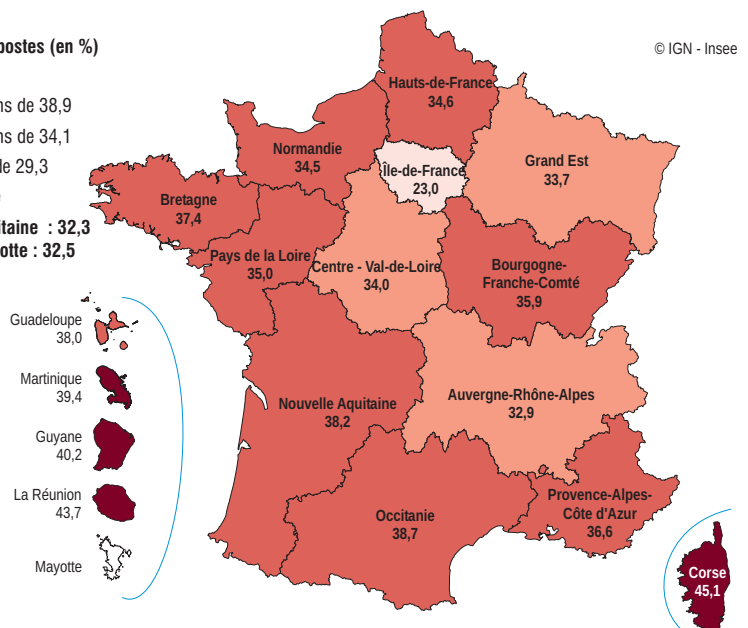 postes (en %)
© IGN - Insee
ns de 38,9
ns de 34,1
de 29,3
itaine : 32,3
otte : 32,5
Hauts-de-France
34,6
Normandie
34,5
Île-de-France
23,0
Grand Est
33,7
Bretagne
37,4
Pays de la Loire
35,0
Centre - Val-de-Loire
34,0
Bourgogne-
Franche-Comté
35,9
Guadeloupe
38,0
Martinique
39,4
Guyane
40,2
La Réunion
43,7
Mayotte
Nouvelle Aquitaine
38,2
Auvergne-Rhône-Alpes
32,9
Occitanie
38,7
Provence-Alpes-
Côte d'Azur
36,6
Corse
45,1